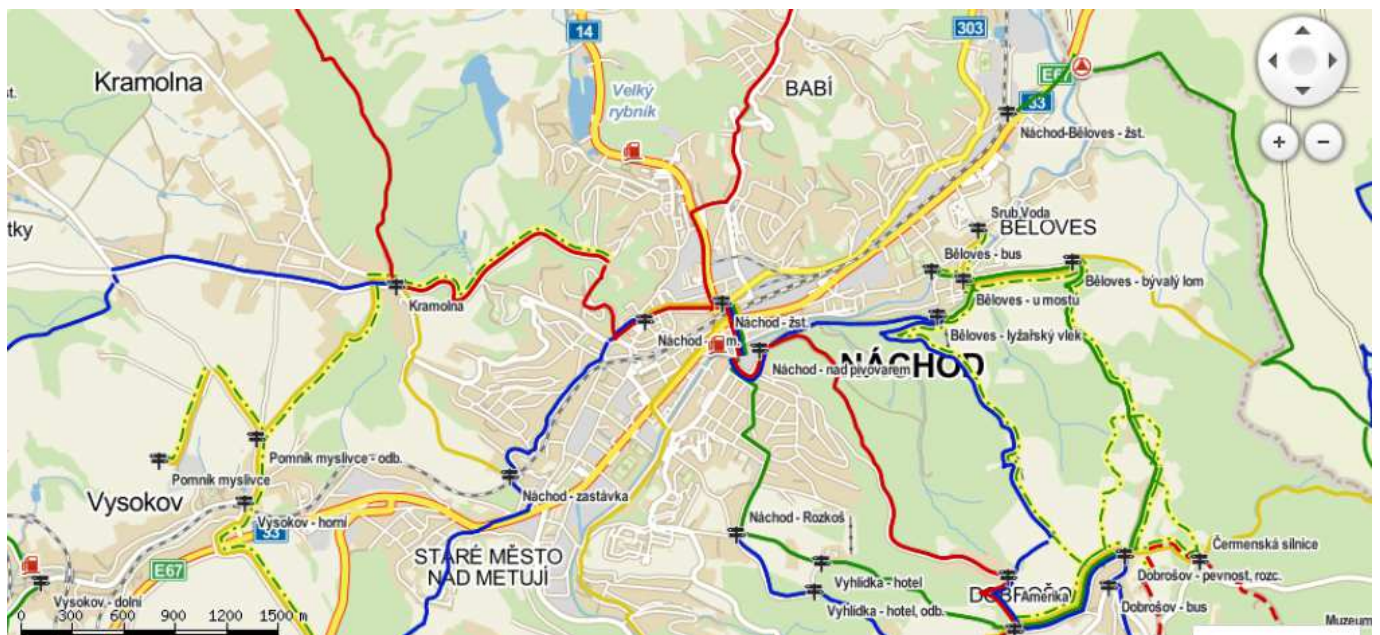 14
303
Kramolna
st.
Velký
rybník
BABÍ
E67
33
Náchod-Běloves - žst.
tky
Srub Voda
BĚLOVES
Běloves - bus
Běloves - bývalý lom
Běloves - u mostu
Kramolna
Náchod - žst.
Náchod - m.
Běloves - lyžařský vlek
NÁCHOD
Náchod - nad pivovarem
Pomník myslivce - odb.
Pomník myslivce
Vysokov
Náchod - zastávka
Vysokov - horní
33
Náchod - Rozkoš
STARÉ MĚSTO
NAD METUJÍ
Čermenská silnice
E67
Vyhlídka - hotel
Dobrošov - pevnost, rozc.
Vysokov - dolní
Amerika
Vyhlídka - hotel, odb.
Dobrošov - bus
0 300 600 900 1200 1500 m
Muzeum